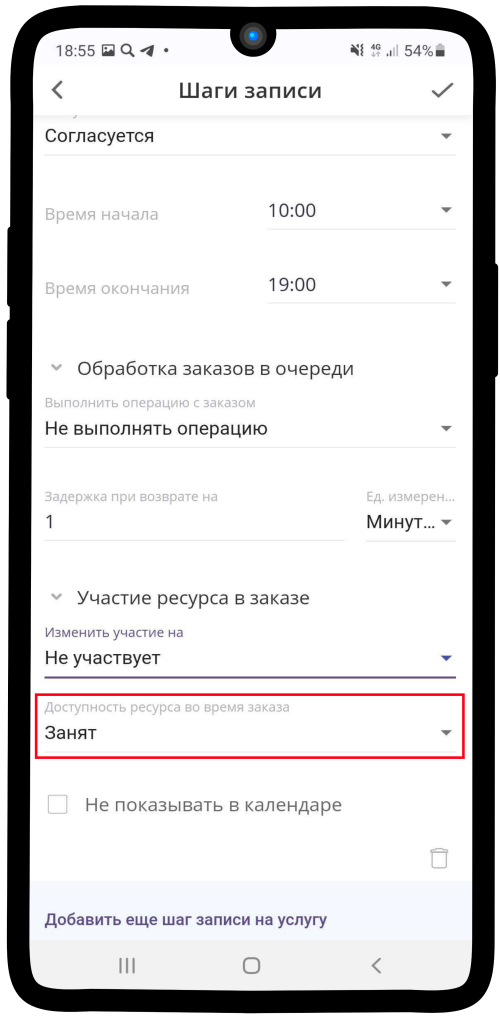 18:55 4G 54%
Шаги записи
Согласуется
Время начала 10:00
Время окончания 19:00
Обработка заказов в очереди
Выполнить операцию с заказом
Не выполнять операцию
Задержка при возврате на Ед. измерен...
1 Минут...
Участие ресурса в заказе
Изменить участие на
Не участвует
Доступность ресурса во время заказа
Занят
Не показывать в календаре
Добавить еще шаг записи на услугу